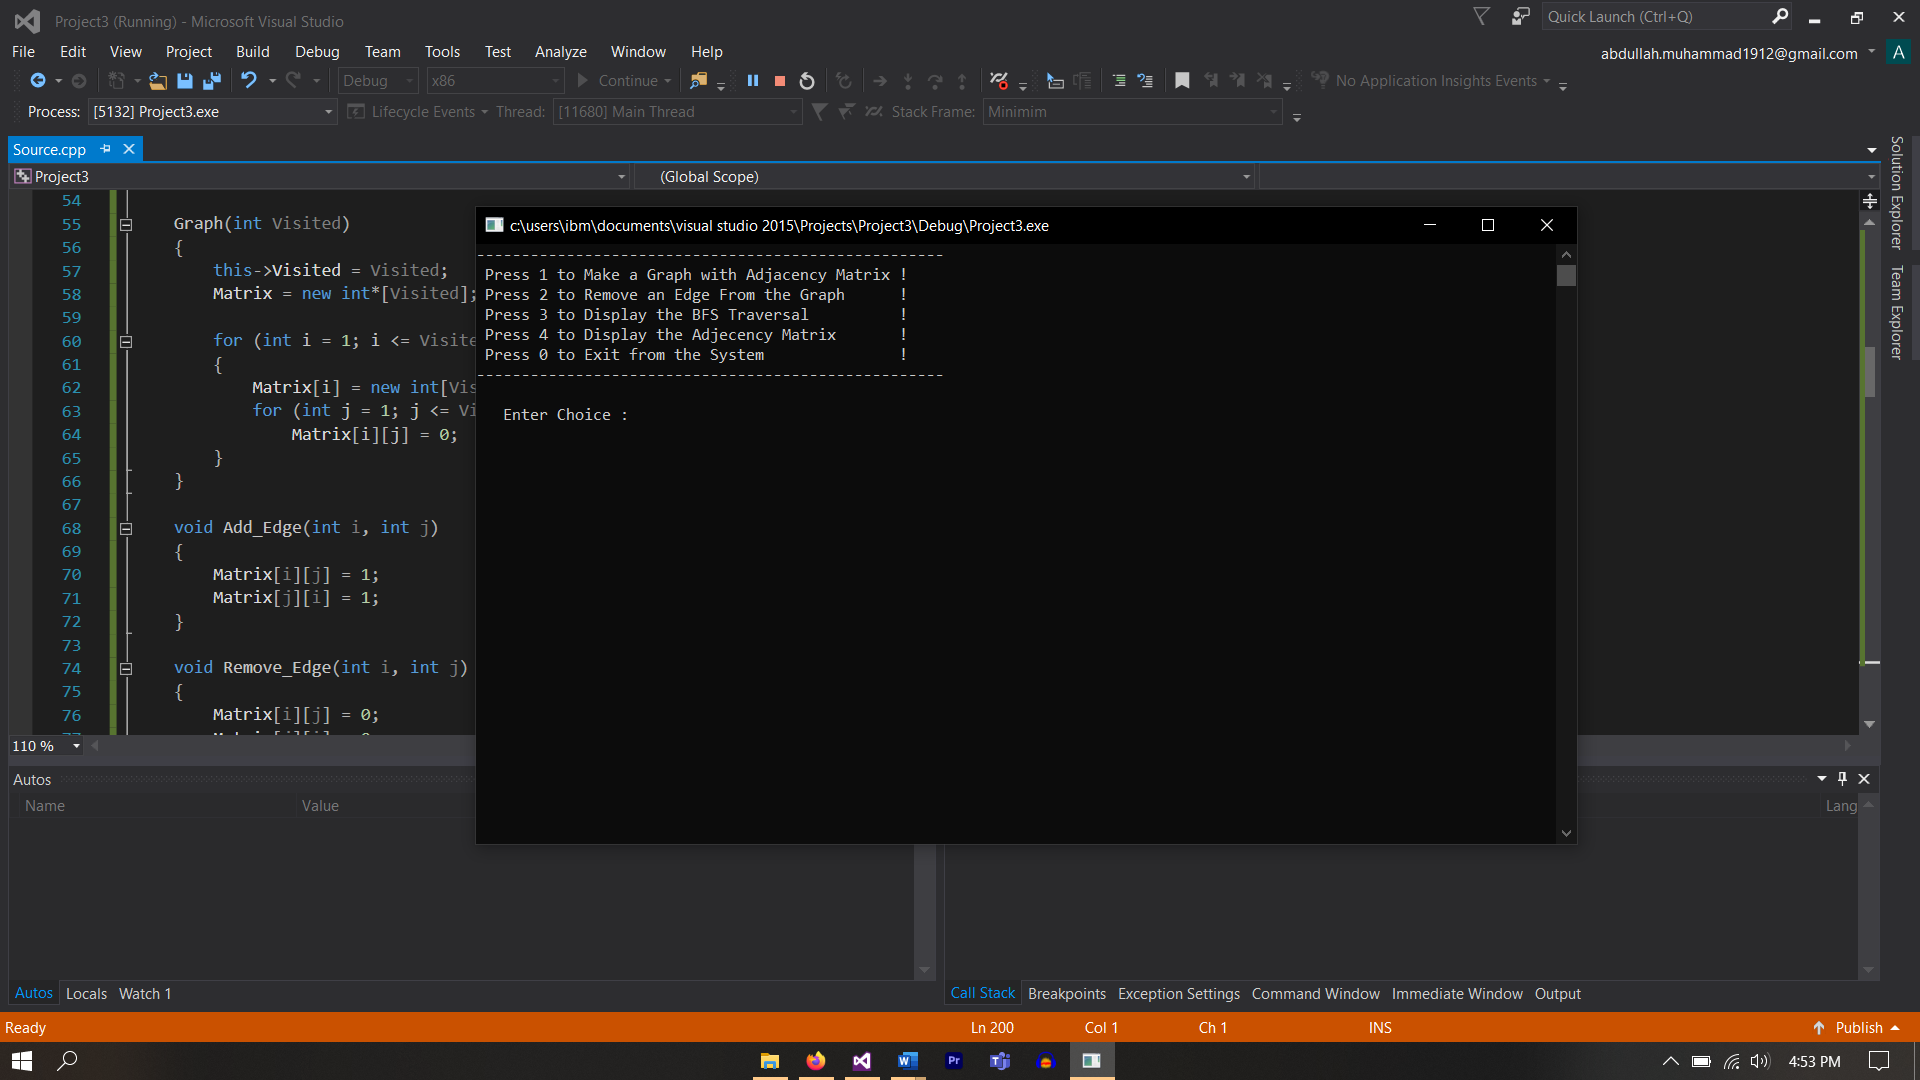 Project3 (Running) - Microsoft Visual Studio
Quick Launch (Ctrl+Q)
File Edit View Project Build Debug Team Tools Test Analyze Window Help
abdullah.muhammad1912@gmail.com A
Debug x86 Continue No Application Insights Events
Process: [5132] Project3.exe Lifecycle Events Thread: [11680] Main Thread Stack Frame: Minimim
Source.cpp
Project3 (Global Scope)
Solution Explorer
Team Explorer
54
55 Graph(int Visited)
56 {
57 this->Visited = Visited;
58 Matrix = new int*[Visited];
59
60 for (int i = 1; i <= Visite
61 {
62 Matrix[i] = new int[Vis
63 for (int j = 1; j <= Vi
64 Matrix[i][j] = 0;
65 }
66 }
67
68 void Add_Edge(int i, int j)
69 {
70 Matrix[i][j] = 1;
71 Matrix[j][i] = 1;
72 }
73
74 void Remove_Edge(int i, int j)
75 {
76 Matrix[i][j] = 0;
c:\users\ibm\documents\visual studio 2015\Projects\Project3\Debug\Project3.exe
----------------------------------------------------
Press 1 to Make a Graph with Adjacency Matrix !
Press 2 to Remove an Edge From the Graph !
Press 3 to Display the BFS Traversal !
Press 4 to Display the Adjecency Matrix !
Press 0 to Exit from the System !
----------------------------------------------------
Enter Choice :
110 %
Autos
Name Value Lang
Autos Locals Watch 1
Call Stack Breakpoints Exception Settings Command Window Immediate Window Output
Ready Ln 200 Col 1 Ch 1 INS Publish
W Pr 4:53 PM